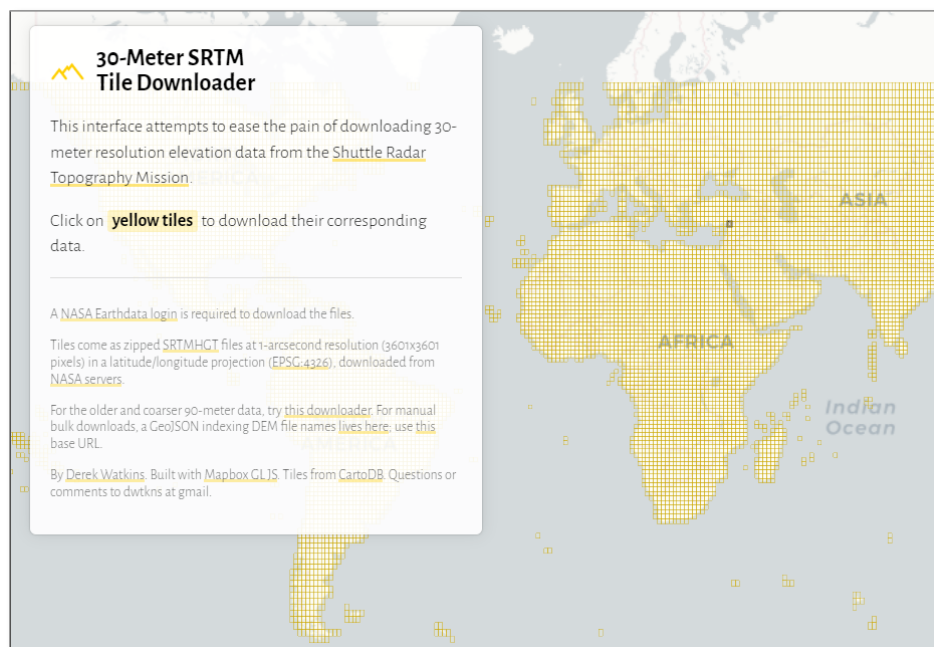 30-Meter SRTM
Tile Downloader
This interface attempts to ease the pain of downloading 30-
meter resolution elevation data from the Shuttle Radar
Topography Mission.
Click on yellow tiles to download their corresponding
data.
A NASA Earthdata login is required to download the files.
Tiles come as zipped SRTMHGT files at 1-arcsecond resolution (3601x3601
pixels) in a latitude/longitude projection (EPSG:4326), downloaded from
NASA servers.
For the older and coarser 90-meter data, try this downloader. For manual
bulk downloads, a GeoJSON indexing DEM file names lives here; use this
base URL.
By Derek Watkins. Built with Mapbox GL JS. Tiles from CartoDB. Questions or
comments to dwtkns at gmail.
ASIA
AFRICA
Indian
Ocean